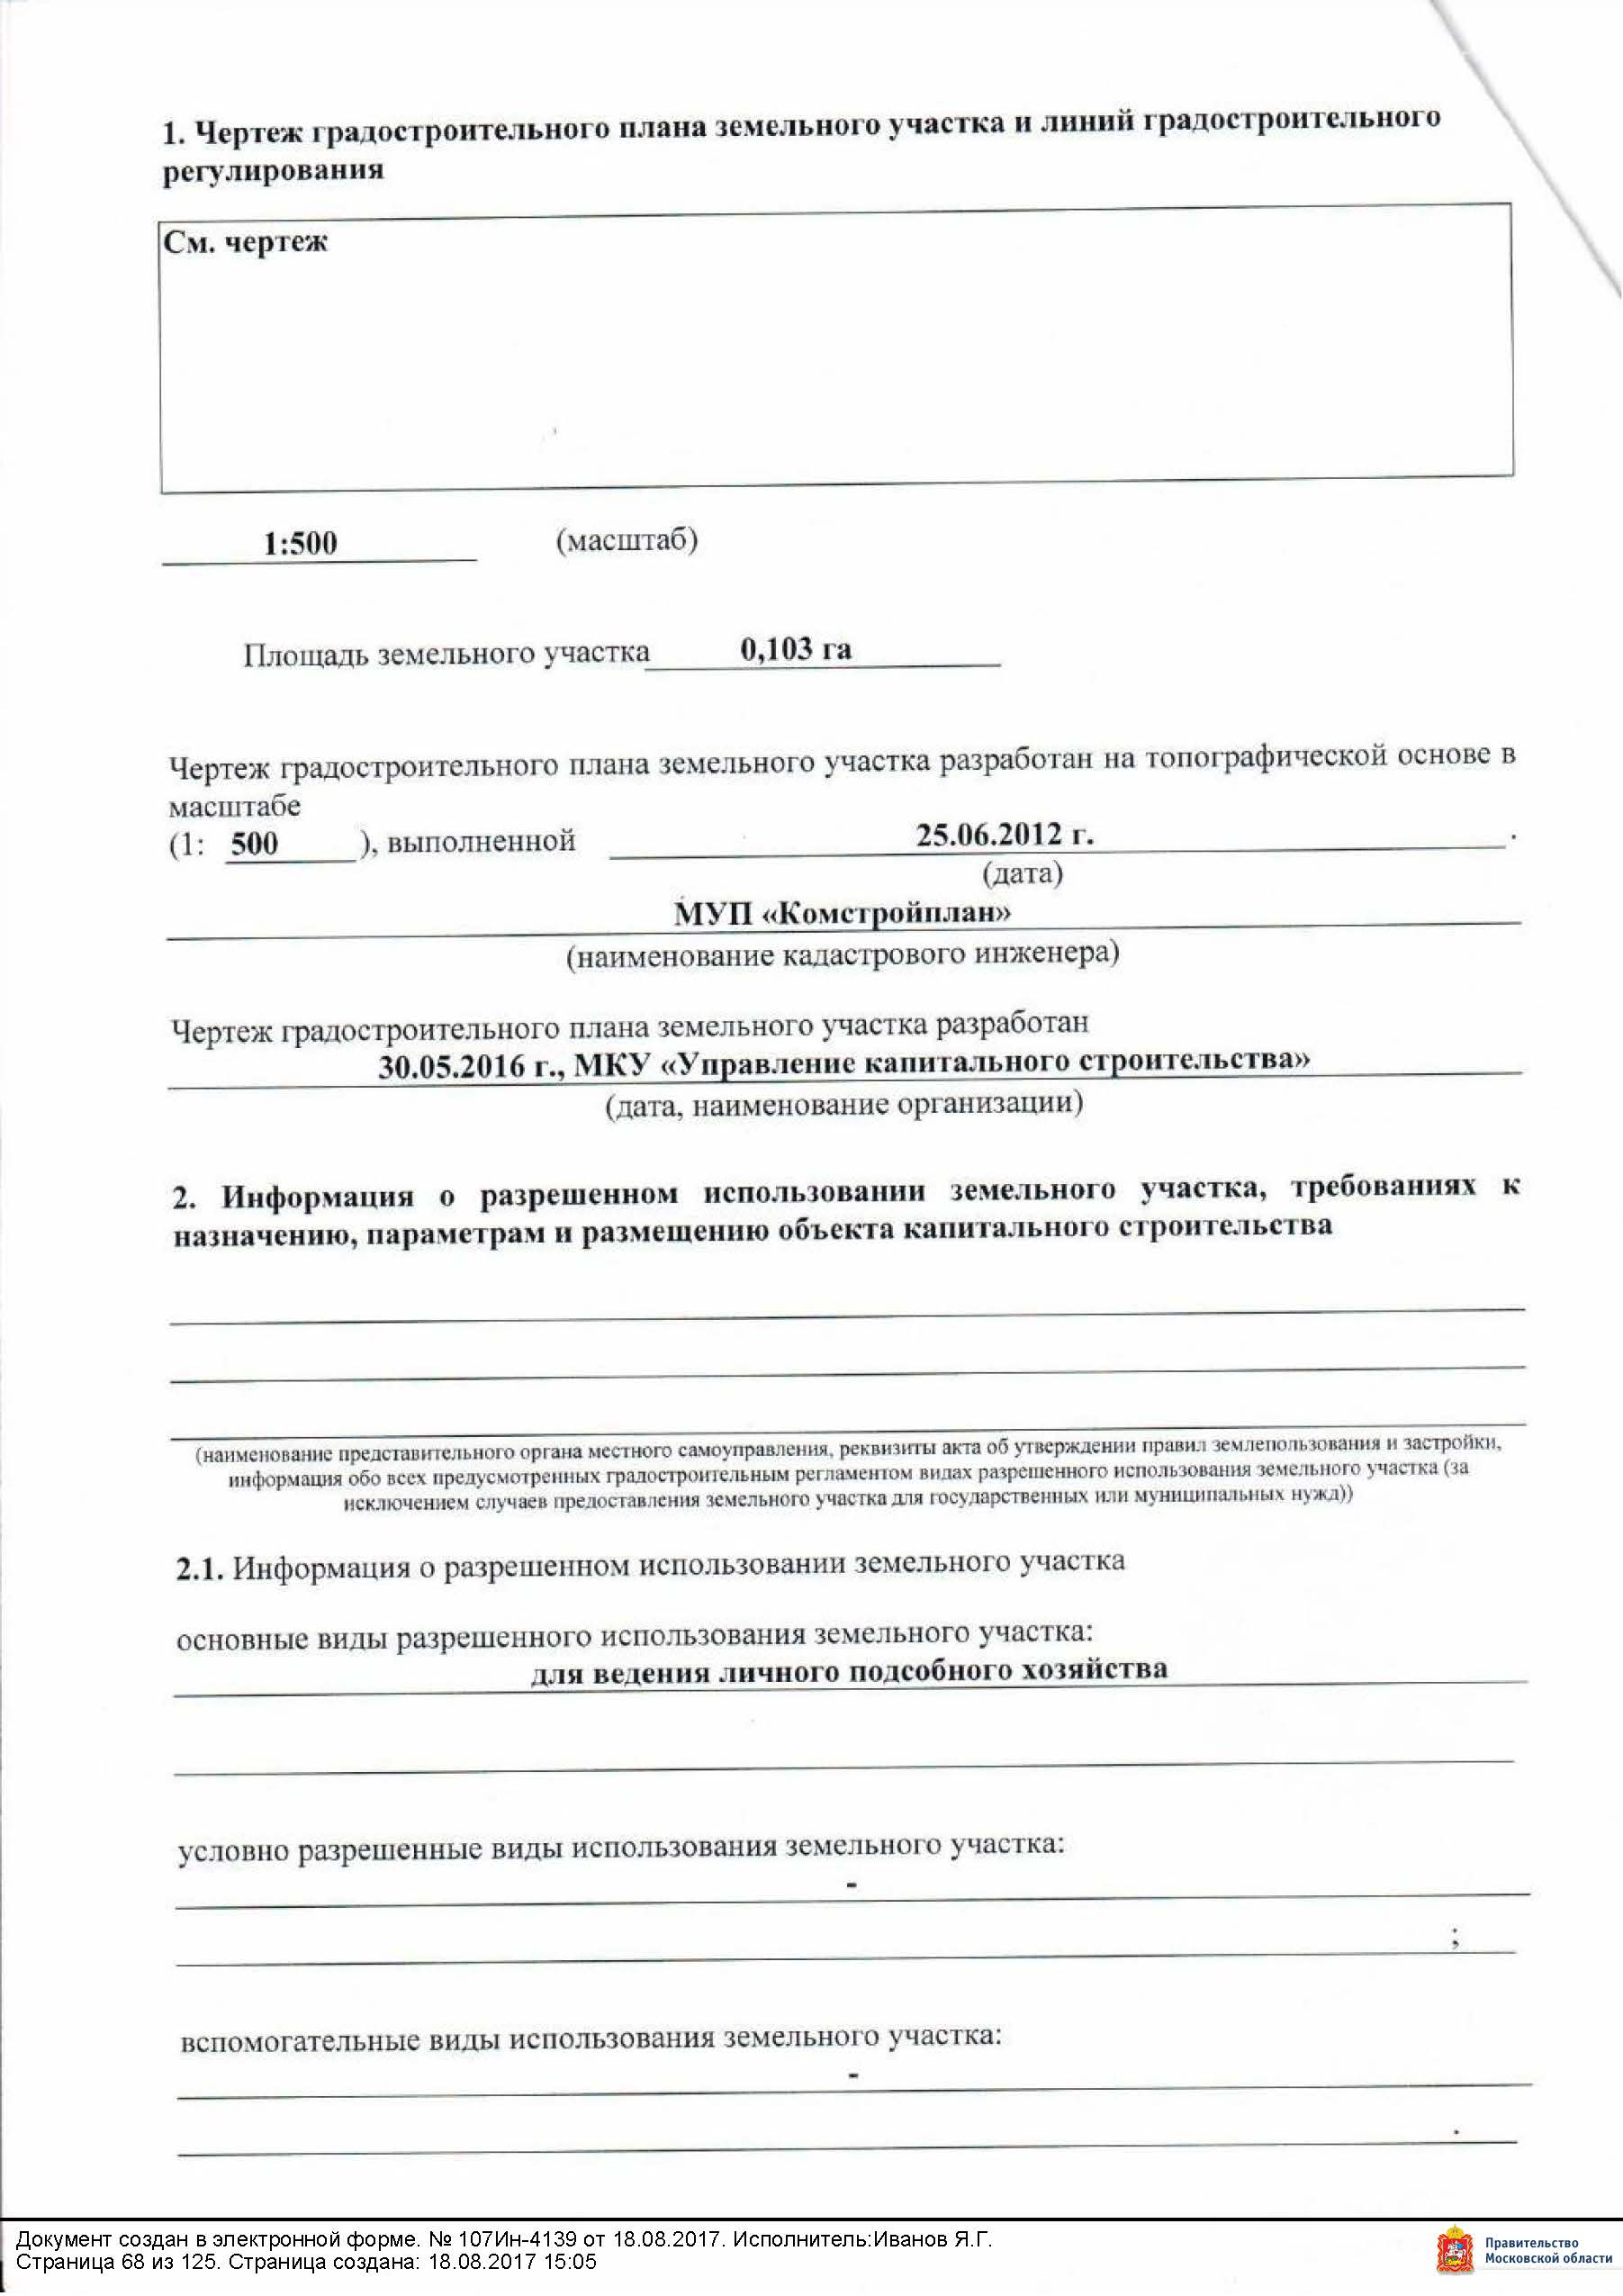 1. Чертеж градостроительного плана земельного участка и линий градостроительного
регулирования
См. чертеж
1:500 (масштаб)
Площадь земельного участка 0,103 га
Чертеж градостроительного плана земельного участка разработан на топографической основе в
масштабе
(1: 500 ), выполненной 25.06.2012 г. .
(дата)
МУП «Комстройплан»
(наименование кадастрового инженера)
Чертеж градостроительного плана земельного участка разработан
30.05.2016 г., МКУ «Управление капитального строительства»
(дата, наименование организации)
2. Информация о разрешенном использовании земельного участка, требованиях к
назначению, параметрам и размещению объекта капитального строительства
(наименование представительного органа местного самоуправления, реквизиты акта об утверждении правил землепользования и застройки,
информация обо всех предусмотренных градостроительным регламентом видах разрешенного использования земельного участка (за
исключением случаев предоставления земельного участка для государственных или муниципальных нужд))
2.1. Информация о разрешенном использовании земельного участка
основные виды разрешенного использования земельного участка:
для ведения личного подсобного хозяйства
условно разрешенные виды использования земельного участка:
-
;
вспомогательные виды использования земельного участка:
-
.
Документ создан в электронной форме. № 107Ин-4139 от 18.08.2017. Исполнитель:Иванов Я.Г.
Страница 68 из 125. Страница создана: 18.08.2017 15:05
Правительство
Московской области